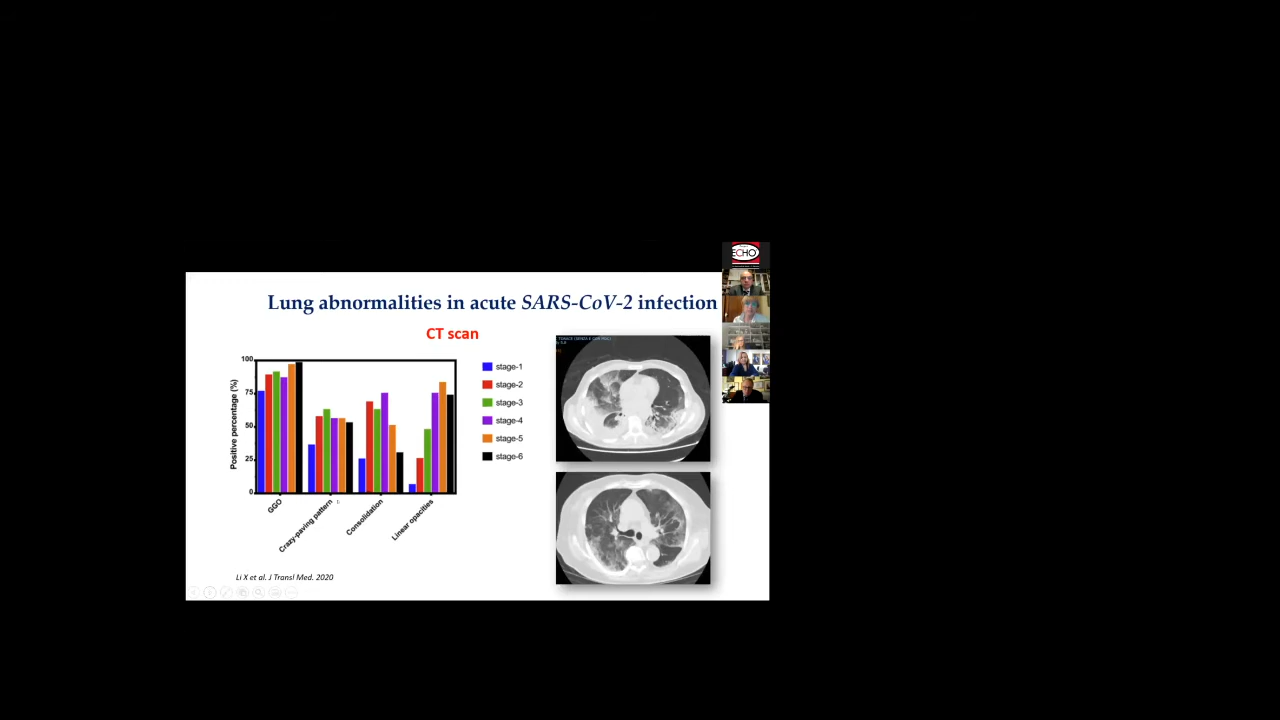 ECHO
Lung abnormalities in acute SARS-CoV-2 infection
CT scan
Positive percentage (%)
100
75
50
25
0
GGO
Crazy-paving pattern
Consolidation
Linear opacities
stage-1
stage-2
stage-3
stage-4
stage-5
stage-6
Li X et al. J Transl Med. 2020